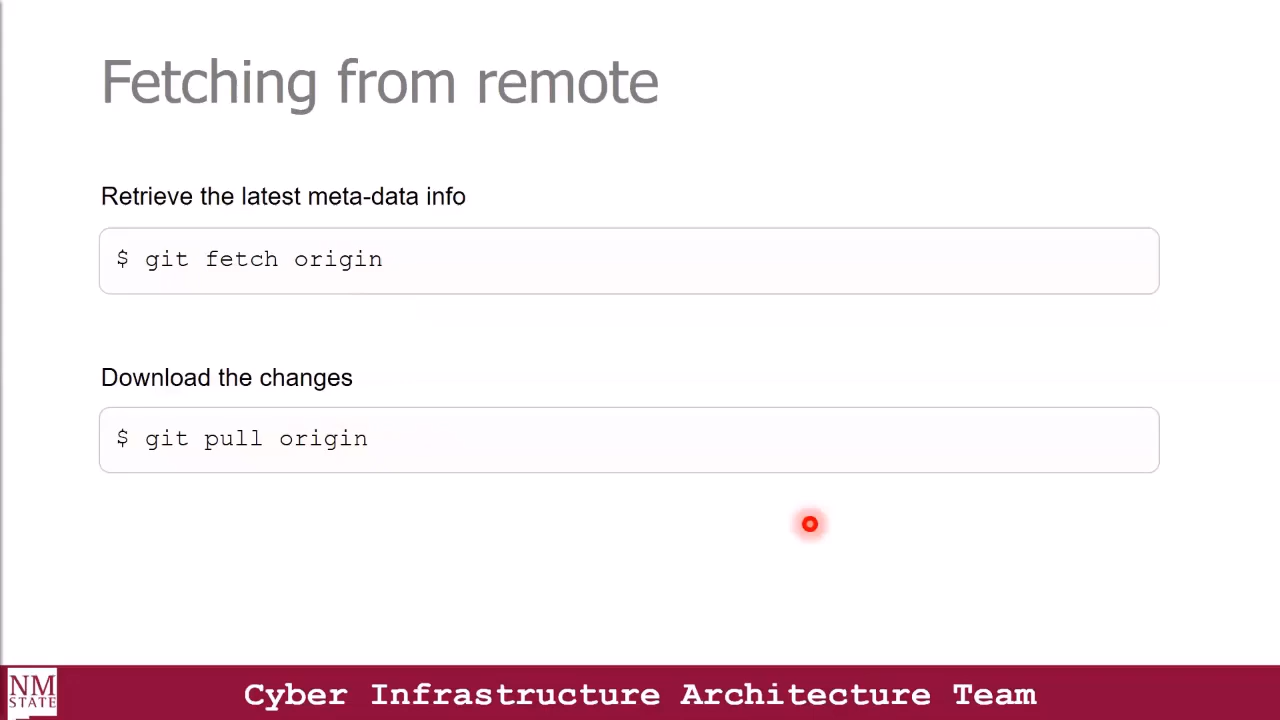 Fetching from remote
Retrieve the latest meta-data info
$ git fetch origin
Download the changes
$ git pull origin
NM
STATE
Cyber Infrastructure Architecture Team